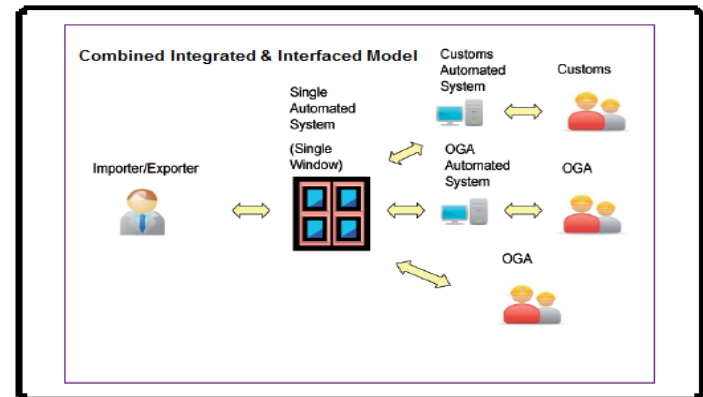 Combined Integrated & Interfaced Model
Customs
Automated
System
Customs
Single
Automated
System
(Single
Window)
Importer/Exporter
OGA
Automated
System
OGA
OGA